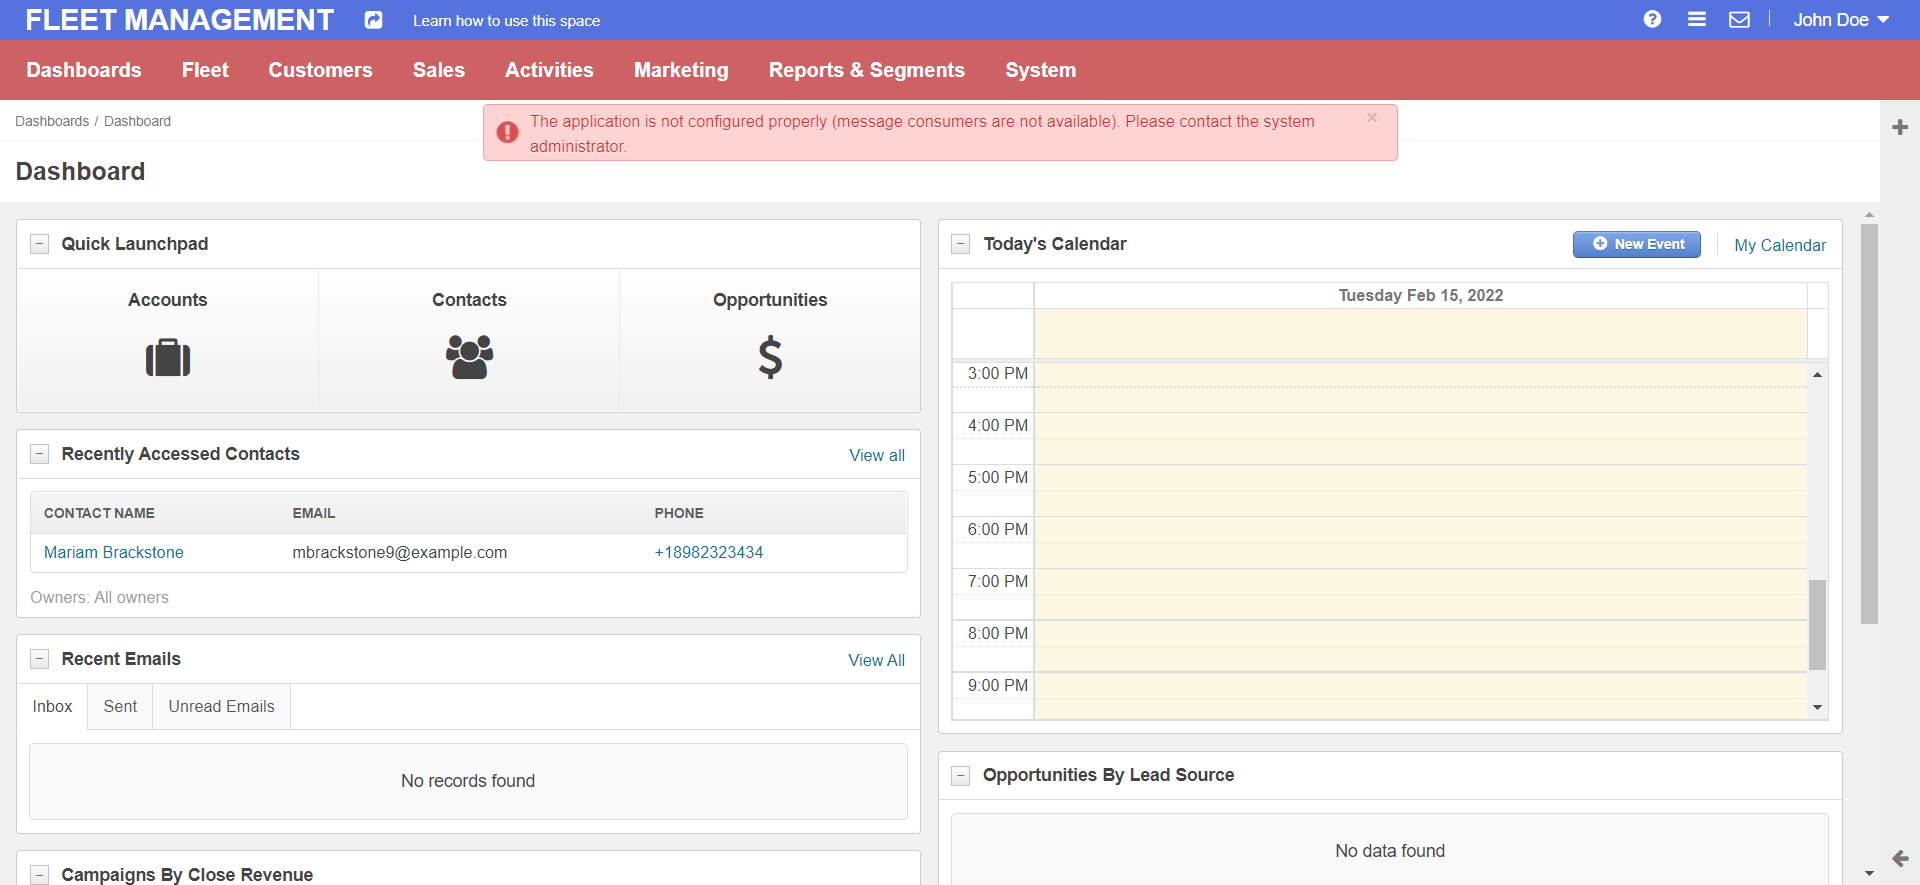 FLEET MANAGEMENT
Learn how to use this space
John Doe
Dashboards
Fleet
Customers
Sales
Activities
Marketing
Reports & Segments
System
Dashboards / Dashboard
The application is not configured properly (message consumers are not available). Please contact the system
administrator.
×
Dashboard
Quick Launchpad
Accounts
Contacts
Opportunities
Recently Accessed Contacts
View all
CONTACT NAME
EMAIL
PHONE
Mariam Brackstone
mbrackstone9@example.com
+18982323434
Owners: All owners
Recent Emails
View All
Inbox
Sent
Unread Emails
No records found
Campaigns By Close Revenue
Today's Calendar
New Event
My Calendar
Tuesday Feb 15, 2022
3:00 PM
4:00 PM
5:00 PM
6:00 PM
7:00 PM
8:00 PM
9:00 PM
Opportunities By Lead Source
No data found